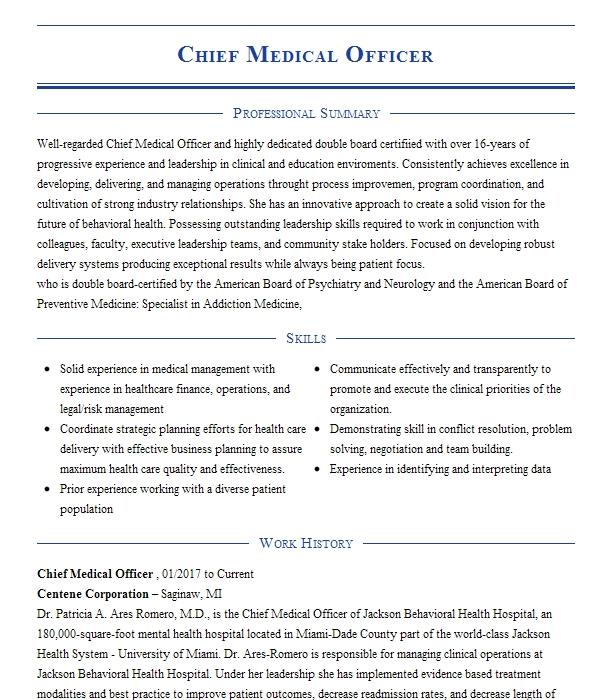 Chief Medical Officer
Professional Summary
Well-regarded Chief Medical Officer and highly dedicated double board certifiied with over 16-years of
progressive experience and leadership in clinical and education enviroments. Consistently achieves excellence in
developing, delivering, and managing operations throught process improvemen, program coordination, and
cultivation of strong industry relationships. She has an innovative approach to create a solid vision for the
future of behavioral health. Possessing outstanding leadership skills required to work in conjunction with
colleagues, faculty, executive leadership teams, and community stake holders. Focused on developing robust
delivery systems producing exceptional results while always being patient focus.
who is double board-certified by the American Board of Psychiatry and Neurology and the American Board of
Preventive Medicine: Specialist in Addiction Medicine,
Skills
• Solid experience in medical management with
experience in healthcare finance, operations, and
legal/risk management
• Coordinate strategic planning efforts for health care
delivery with effective business planning to assure
maximum health care quality and effectiveness.
• Prior experience working with a diverse patient
population
• Communicate effectively and transparently to
promote and execute the clinical priorities of the
organization.
• Demonstrating skill in conflict resolution, problem
solving, negotiation and team building.
• Experience in identifying and interpreting data
Work History
Chief Medical Officer , 01/2017 to Current
Centene Corporation – Saginaw, MI
Dr. Patricia A. Ares Romero, M.D., is the Chief Medical Officer of Jackson Behavioral Health Hospital, an
180,000-square-foot mental health hospital located in Miami-Dade County part of the world-class Jackson
Health System - University of Miami. Dr. Ares-Romero is responsible for managing clinical operations at
Jackson Behavioral Health Hospital. Under her leadership she has implemented evidence based treatment
modalities and best practice to improve patient outcomes, decrease readmission rates, and decrease length of